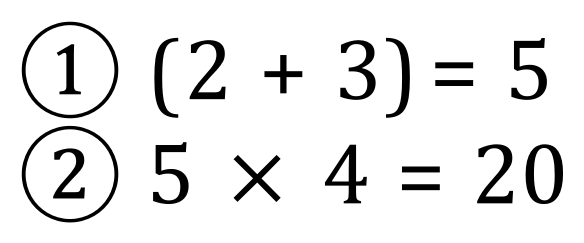 ① (2 + 3) = 5
② 5 × 4 = 20